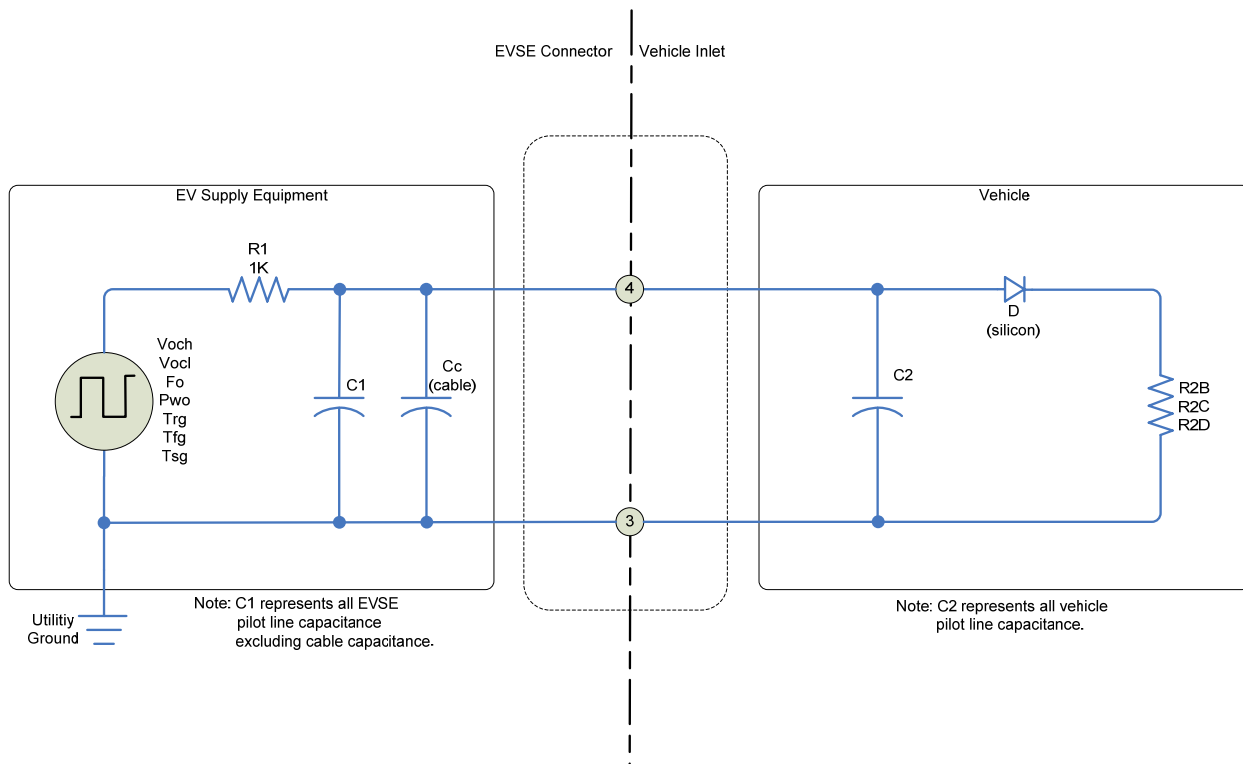 EVSE Connector
Vehicle Inlet
EV Supply Equipment
Vehicle
R1
1K
4
D
(silicon)
Voch
Vocl
Fo
Pwo
Trg
Tfg
Tsg
C1
Cc
(cable)
C2
R2B
R2C
R2D
3
Utilitiy
Ground
Note: C1 represents all EVSE
pilot line capacitance
excluding cable capacitance.
Note: C2 represents all vehicle
pilot line capacitance.